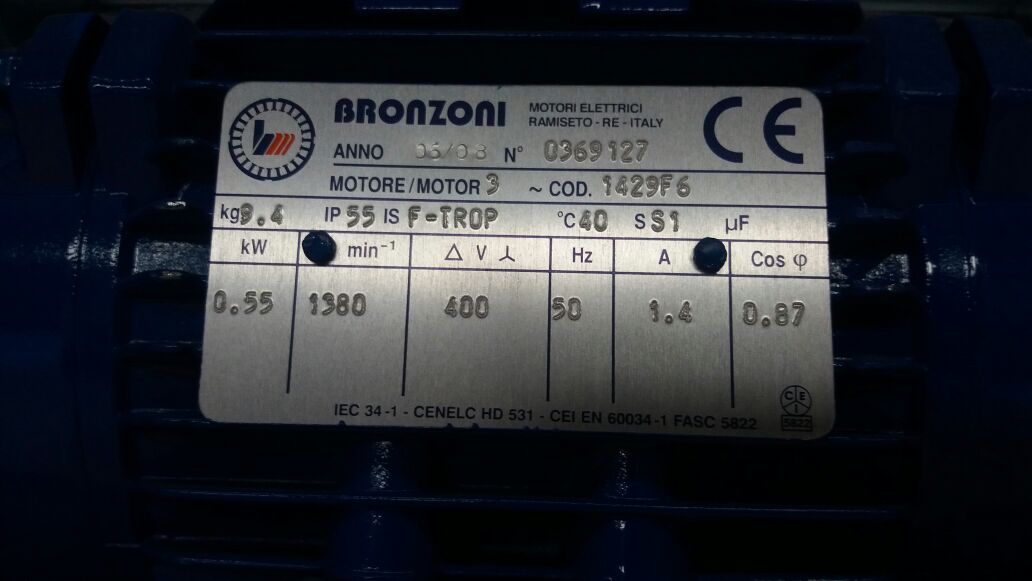 BRONZONI
MOTORI ELETTRICI
RAMISETO - RE - ITALY
CE
ANNO 06/08 N° 0369127
MOTORE / MOTOR 3 ~ COD. 1429F6
kg 9.4 IP 55 IS F-TROP °C 40 S S1 µF
kW min⁻¹ Δ V ⅄ Hz A Cos φ
0.55 1380 400 50 1.4 0.87
IEC 34 -1 - CENELC HD 531 - CEI EN 60034 -1 FASC 5822
CEI
5822